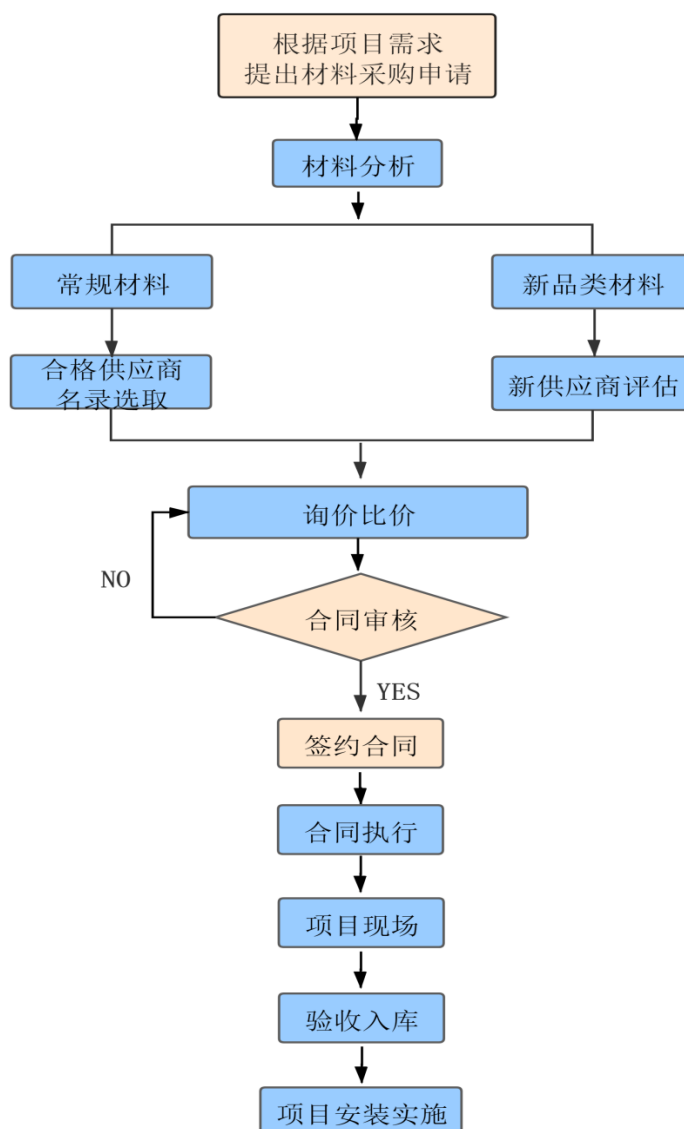 根据项目需求
提出材料采购申请
材料分析
常规材料
新品类材料
合格供应商
名录选取
新供应商评估
询价比价
NO
合同审核
YES
签约合同
合同执行
项目现场
验收入库
项目安装实施